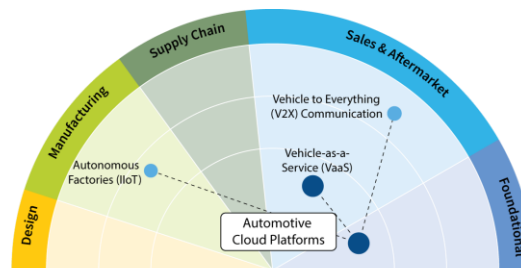 Supply Chain
Sales & Aftermarket
Manufacturing
Vehicle to Everything
(V2X) Communication
Autonomous
Factories (IIoT)
Vehicle-as-a-
Service (VaaS)
Design
Automotive
Cloud Platforms
Foundational